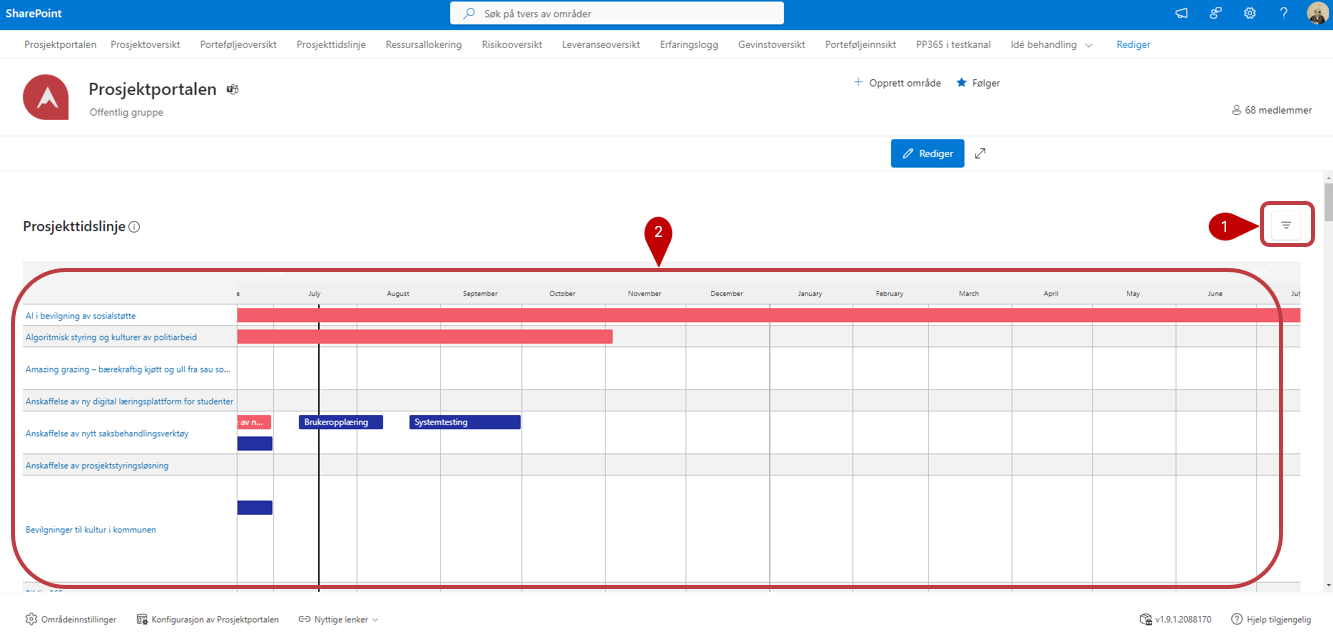 SharePoint
Søk på tvers av områder
Prosjektportalen Prosjektoversikt Porteføljeoversikt Prosjekttidslinje Ressursallokering Risikooversikt Leveranseoversikt Erfaringslogg Gevinstoversikt Porteføljeinnsikt PP365 i testkanal Idé behandling Rediger
Prosjektportalen
Offentlig gruppe
Opprett område Følger
68 medlemmer
Rediger
Prosjekttidslinje
1
2
e July August September October November December January February March April May June July
AI i bevilgning av sosialstøtte
Algoritmisk styring og kulturer av politiarbeid
Amazing grazing – bærekraftig kjøtt og ull fra sau so...
Anskaffelse av ny digital læringsplattform for studenter
av n... Brukeropplæring Systemtesting
Anskaffelse av nytt saksbehandlingsverktøy
Anskaffelse av prosjektstyringsløsning
Bevilgninger til kultur i kommunen
Områdeinnstillinger Konfigurasjon av Prosjektportalen Nyttige lenker v1.9.1.2088170 Hjelp tilgjengelig